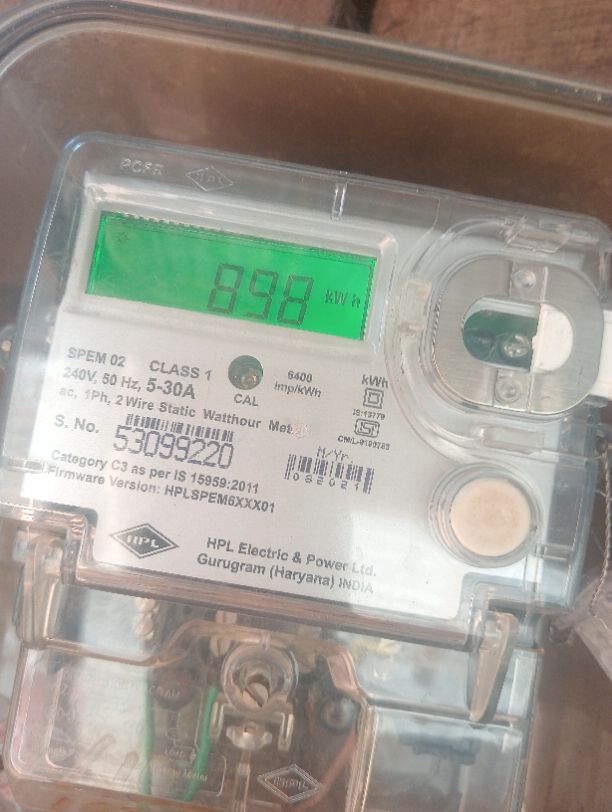 898 kWh
SPEM 02 CLASS 1
240V, 50 Hz, 5-30A
ac, 1Ph, 2 Wire Static Watthour
CAL
6400
imp/kWh
kWh
IS:13779
S. No.
53099220
M/Yr.
Category C3 as per IS 15959:2011
Firmware Version: HPLSPEM6XXX01
HPL
HPL Electric & Power Ltd.
Gurugram (Haryana) INDIA